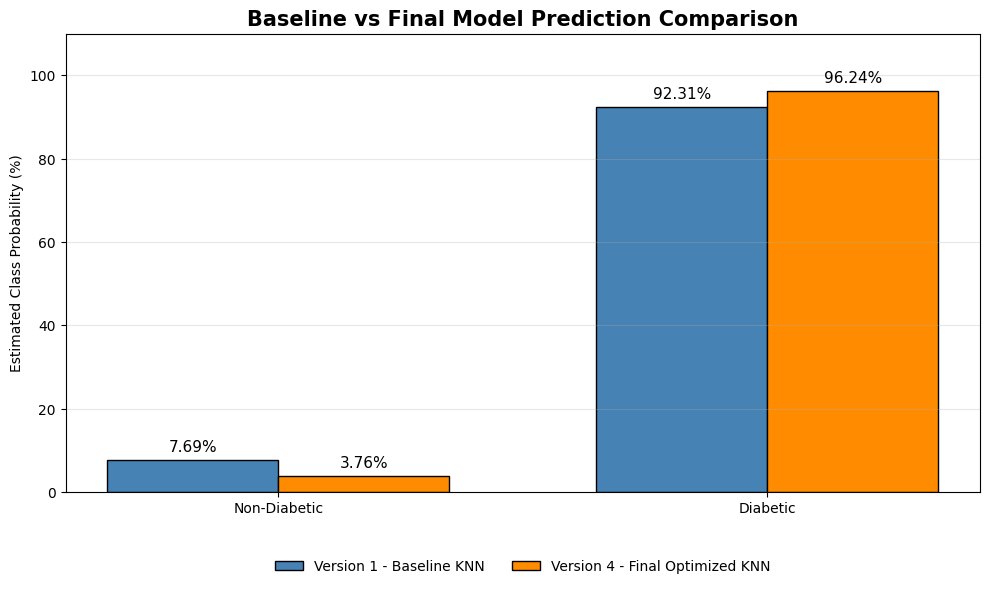 Baseline vs Final Model Prediction Comparison
Estimated Class Probability (%)
100
80
60
40
20
0
7.69%
3.76%
92.31%
96.24%
Non-Diabetic
Diabetic
Version 1 - Baseline KNN
Version 4 - Final Optimized KNN